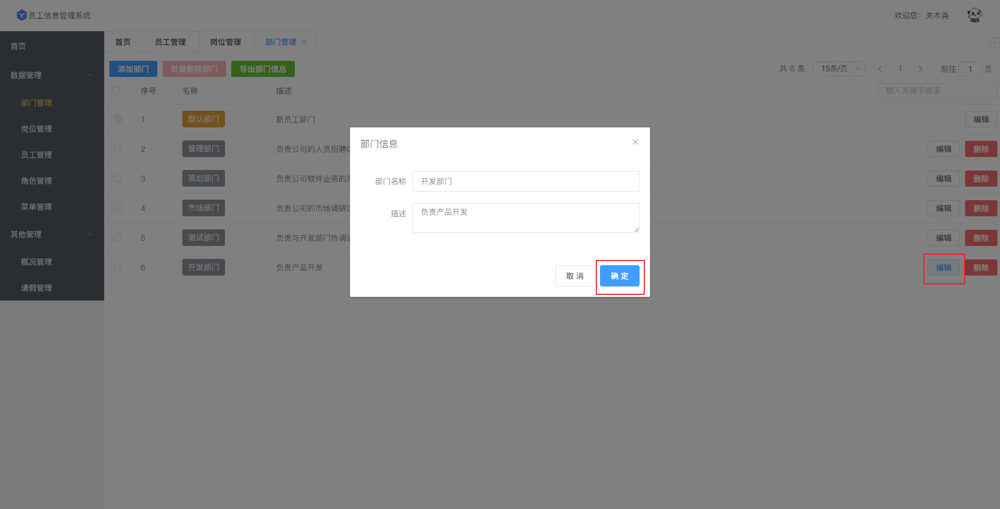 员工信息管理系统
欢迎您：关木尧
首页
数据管理
部门管理
岗位管理
员工管理
角色管理
菜单管理
其他管理
概况管理
请假管理
首页 员工管理 岗位管理 部门管理
添加部门 批量删除部门 导出部门信息 共 6 条 15条/页 1 前往 1 页
序号 名称 描述 输入关键字搜索
1 默认部门 新员工部门 编辑
2 管理部门 负责公司的人员招聘 编辑 删除
3 策划部门 负责公司软件业务的 编辑 删除
4 市场部门 负责公司的市场调研 编辑 删除
5 测试部门 负责与开发部门协调 编辑 删除
6 开发部门 负责产品开发 编辑 删除
部门信息
部门名称 开发部门
描述 负责产品开发
取 消 确 定